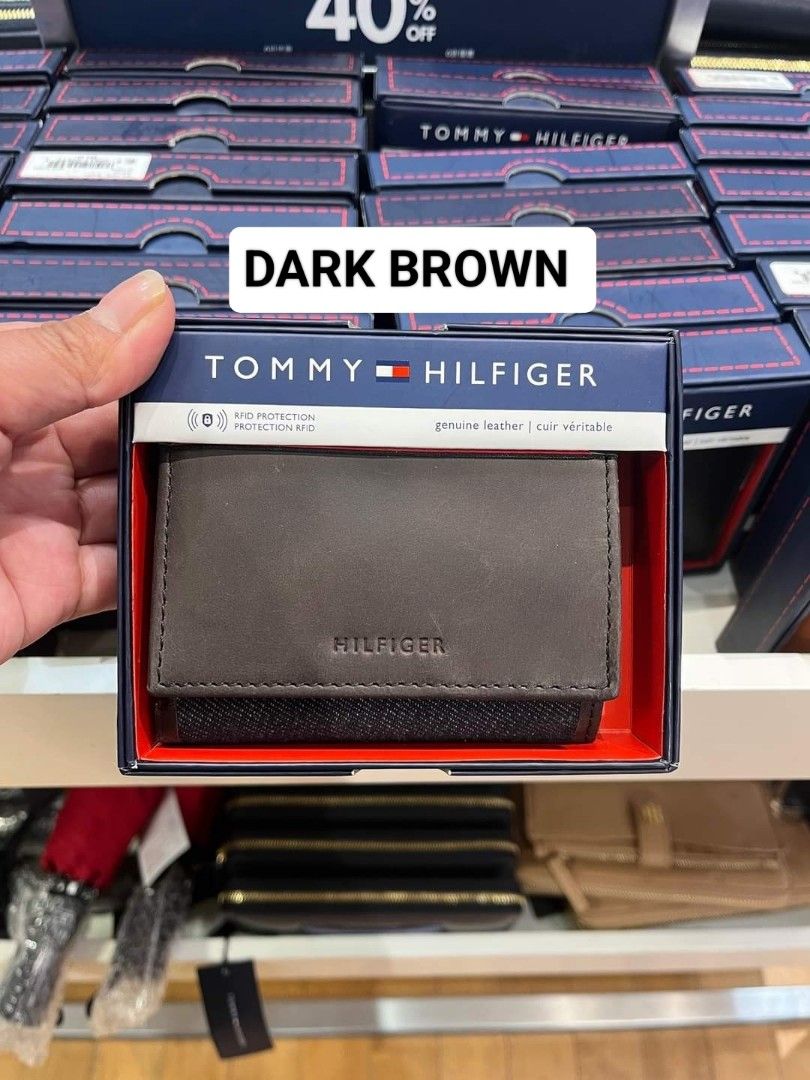 40%
OFF
TOMMY HILFIGER
DARK BROWN
TOMMY HILFIGER
RFID PROTECTION
PROTECTION RFID
genuine leather | cuir véritable
FIGER
HILFIGER